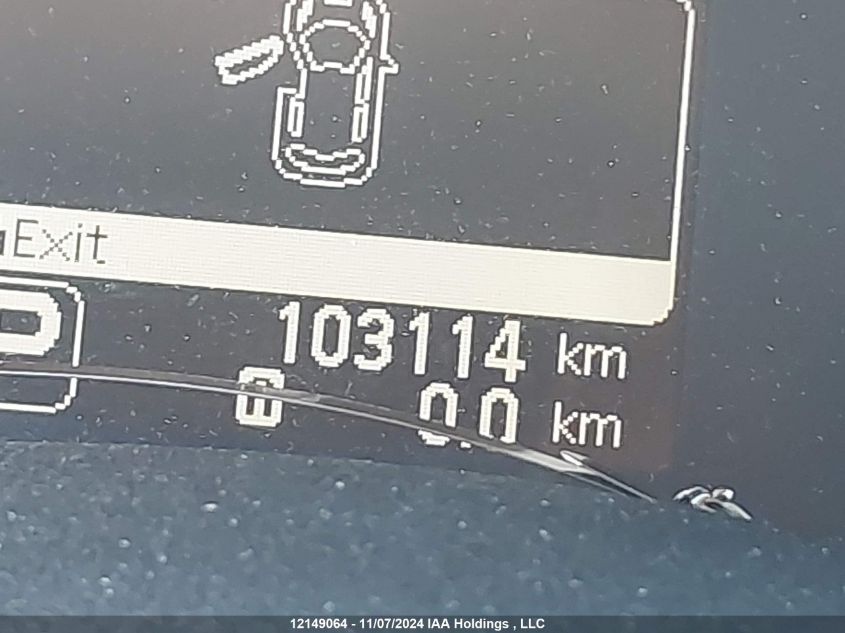 Exit
103114 km
P
B 0.0 km
12149064 - 11/07/2024 IAA Holdings , LLC